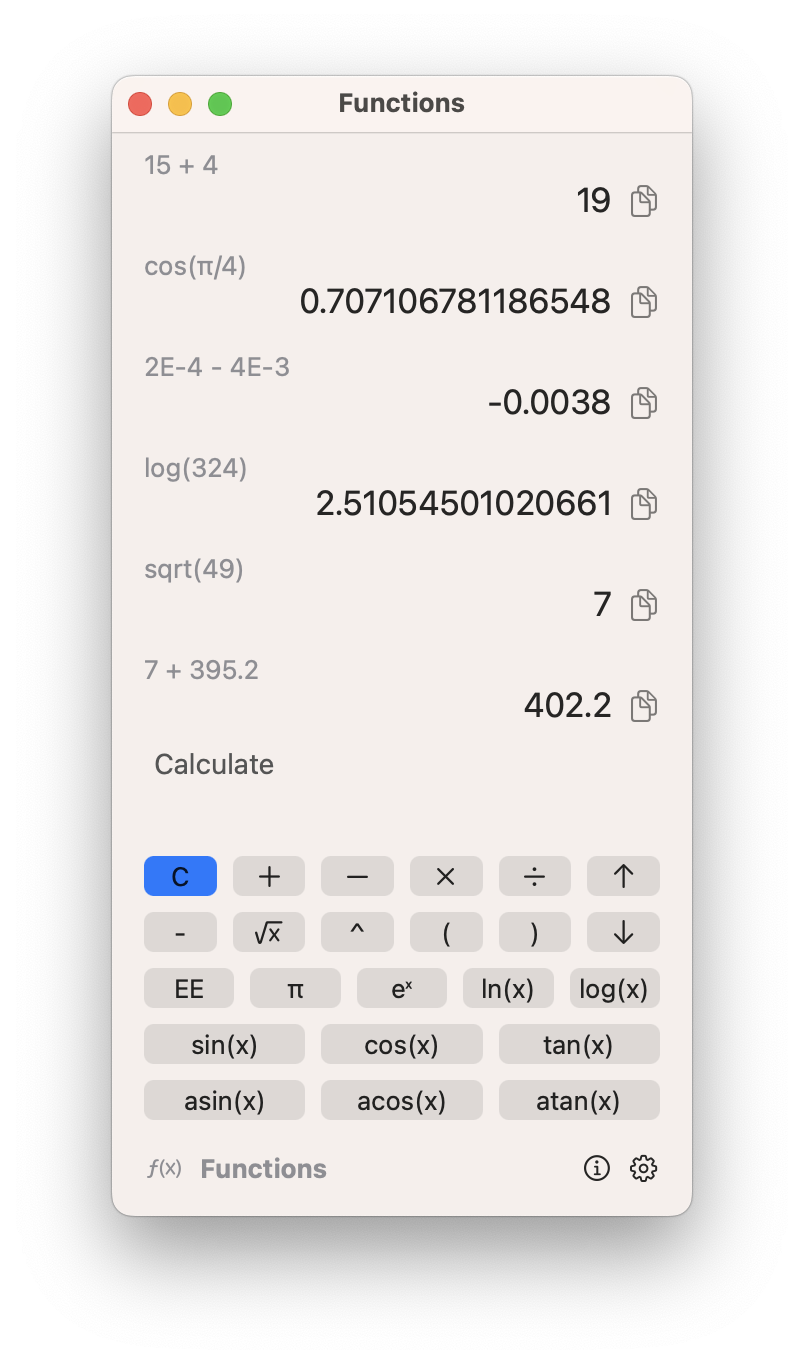 Functions
15 + 4
19
cos(π/4)
0.707106781186548
2E-4 - 4E-3
-0.0038
log(324)
2.51054501020661
sqrt(49)
7
7 + 395.2
402.2
Calculate
C + − × ÷ ↑
- √x ^ ( ) ↓
EE π eˣ ln(x) log(x)
sin(x) cos(x) tan(x)
asin(x) acos(x) atan(x)
f(x) Functions